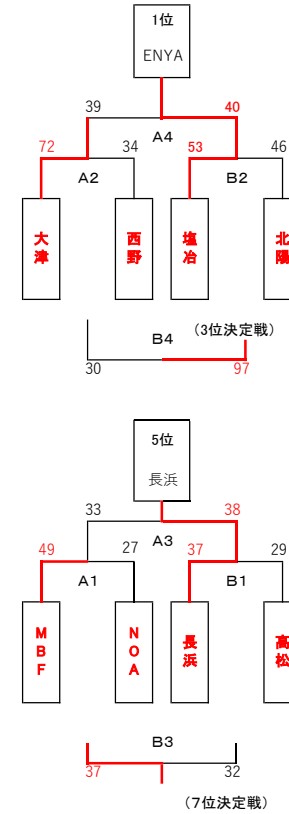 1位
ENYA
39 40
A4
72 34 53 46
A2 B2
大津 西野 塩冶 北陽
B4 (3位決定戦)
30 97
5位
長浜
33 38
A3
49 27 37 29
A1 B1
MBF NOA 長浜 高松
B3
37 32
(7位決定戦)